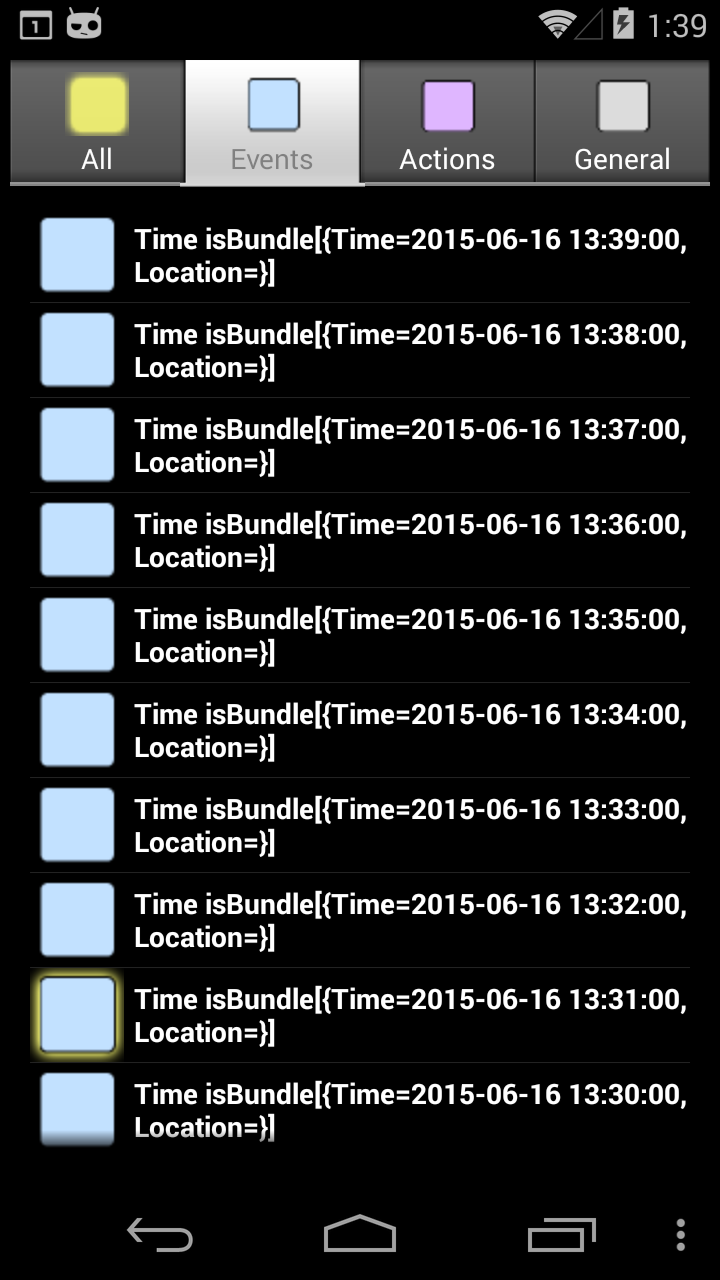 1
1:39
All
Events
Actions
General
Time isBundle[{Time=2015-06-16 13:39:00,
Location=}]
Time isBundle[{Time=2015-06-16 13:38:00,
Location=}]
Time isBundle[{Time=2015-06-16 13:37:00,
Location=}]
Time isBundle[{Time=2015-06-16 13:36:00,
Location=}]
Time isBundle[{Time=2015-06-16 13:35:00,
Location=}]
Time isBundle[{Time=2015-06-16 13:34:00,
Location=}]
Time isBundle[{Time=2015-06-16 13:33:00,
Location=}]
Time isBundle[{Time=2015-06-16 13:32:00,
Location=}]
Time isBundle[{Time=2015-06-16 13:31:00,
Location=}]
Time isBundle[{Time=2015-06-16 13:30:00,
Location=}]